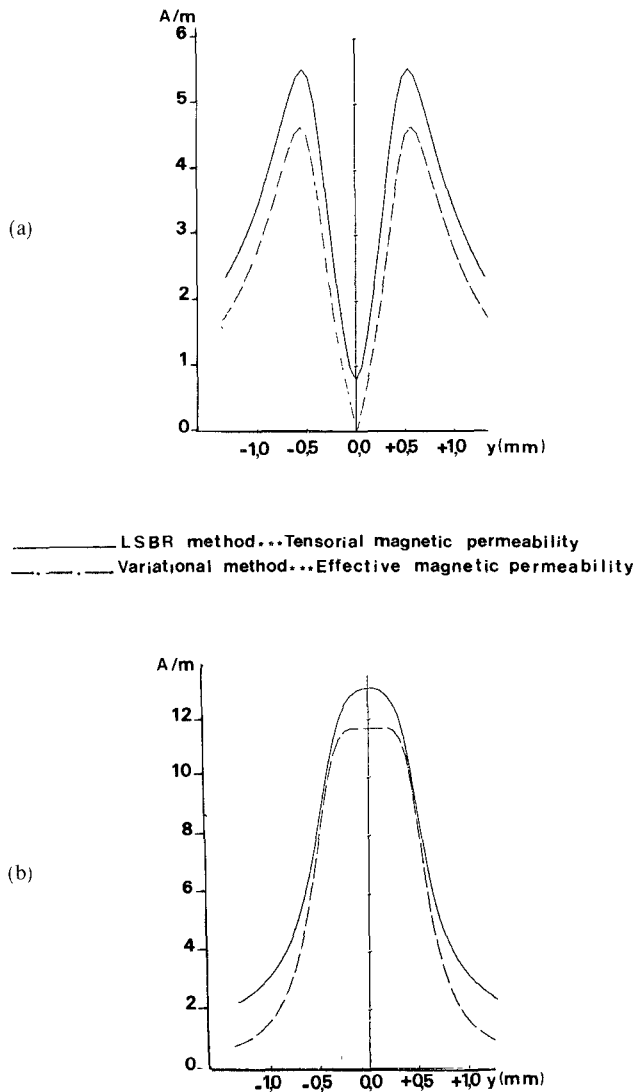 A/m
6
5
4
(a)
3
2
1
0
-1,0 -0,5 0,0 +0,5 +1,0 y(mm)
LSBR method...Tensorial magnetic permeability
Variational method...Effective magnetic permeability
A/m
12
10
8
(b)
6
4
2
0
-1,0 -0,5 0,0 +0,5 +1,0 y(mm)